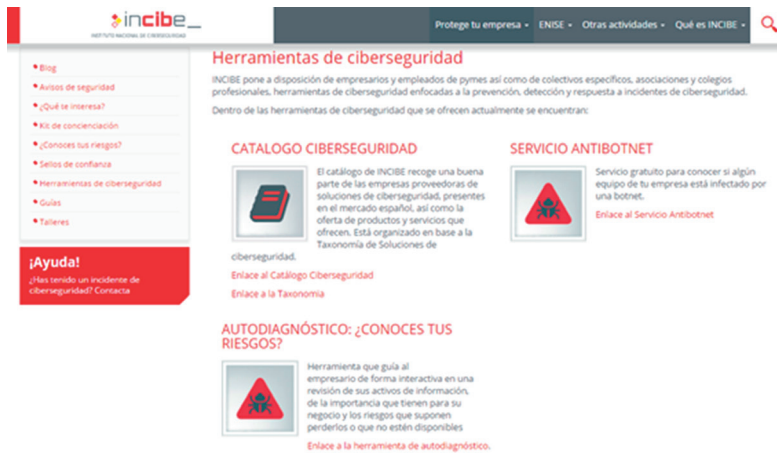 incibe_
INSTITUTO NACIONAL DE CIBERSEGURIDAD
Protege tu empresa
ENISE
Otras actividades
Qué es INCIBE
Blog
Avisos de seguridad
¿Qué te interesa?
Kit de concienciación
¿Conoces tus riesgos?
Sellos de confianza
Herramientas de ciberseguridad
Guías
Talleres
¡Ayuda!
¿Has tenido un incidente de
ciberseguridad? Contacta
Herramientas de ciberseguridad
INCIBE pone a disposición de empresarios y empleados de pymes así como de colectivos específicos, asociaciones y colegios
profesionales, herramientas de ciberseguridad enfocadas a la prevención, detección y respuesta a incidentes de ciberseguridad.
Dentro de las herramientas de ciberseguridad que se ofrecen actualmente se encuentran:
CATALOGO CIBERSEGURIDAD
El catálogo de INCIBE recoge una buena
parte de las empresas proveedoras de
soluciones de ciberseguridad, presentes
en el mercado español, así como la
oferta de productos y servicios que
ofrecen. Está organizado en base a la
Taxonomía de Soluciones de
ciberseguridad.
Enlace al Catálogo Ciberseguridad
Enlace a la Taxonomia
SERVICIO ANTIBOTNET
Servicio gratuito para conocer si algún
equipo de tu empresa está infectado por
una botnet.
Enlace al Servicio Antibotnet
AUTODIAGNÓSTICO: ¿CONOCES TUS
RIESGOS?
Herramienta que guía al
empresario de forma interactiva en una
revisión de sus activos de información,
de la importancia que tienen para su
negocio y los riesgos que suponen
perderlos o que no estén disponibles
Enlace a la herramienta de autodiagnóstico.